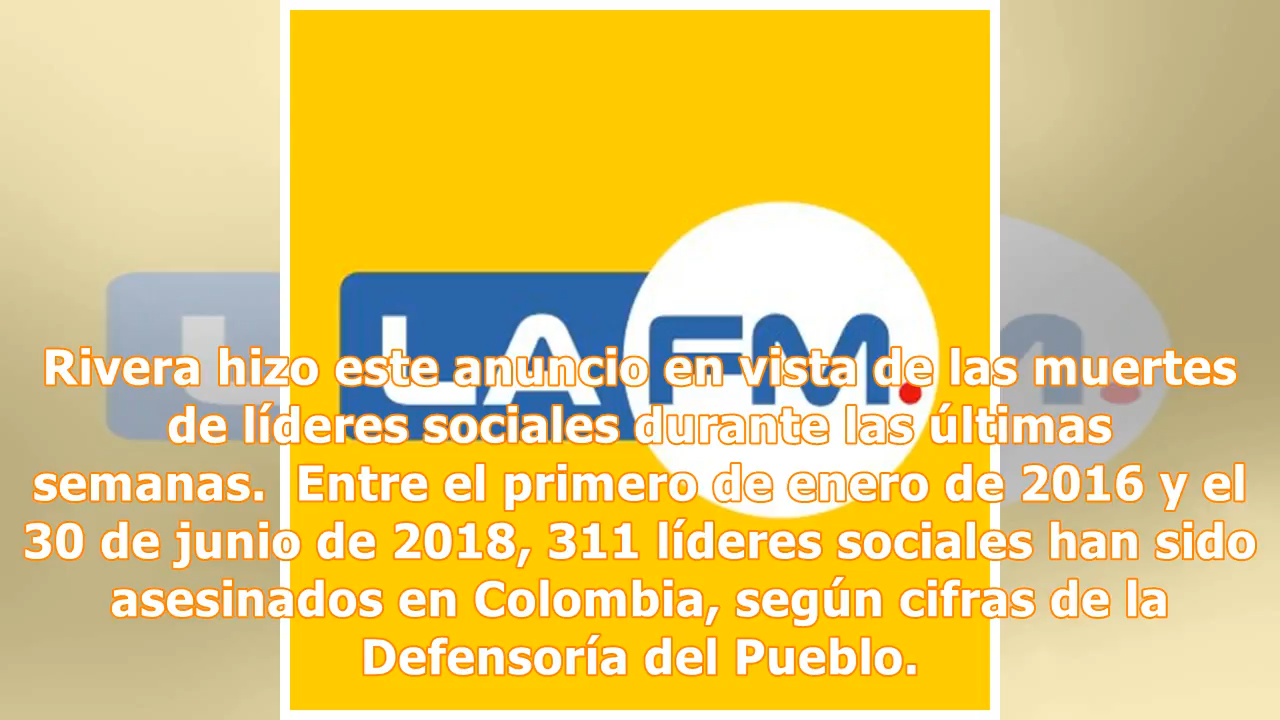 LA FM.
Rivera hizo este anuncio en vista de las muertes
de líderes sociales durante las últimas
semanas.  Entre el primero de enero de 2016 y el
30 de junio de 2018, 311 líderes sociales han sido
asesinados en Colombia, según cifras de la
Defensoría del Pueblo.